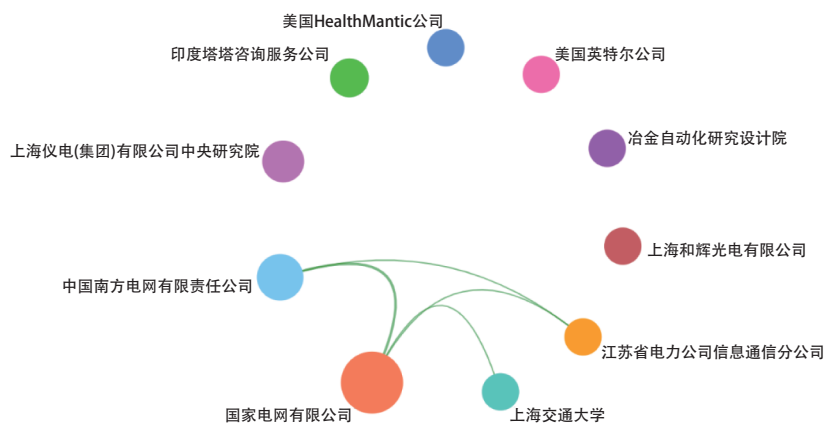 美国HealthMantic公司
印度塔塔咨询服务公司
美国英特尔公司
冶金自动化研究设计院
上海仪电(集团)有限公司中央研究院
上海和辉光电有限公司
中国南方电网有限责任公司
江苏省电力公司信息通信分公司
国家电网有限公司
上海交通大学